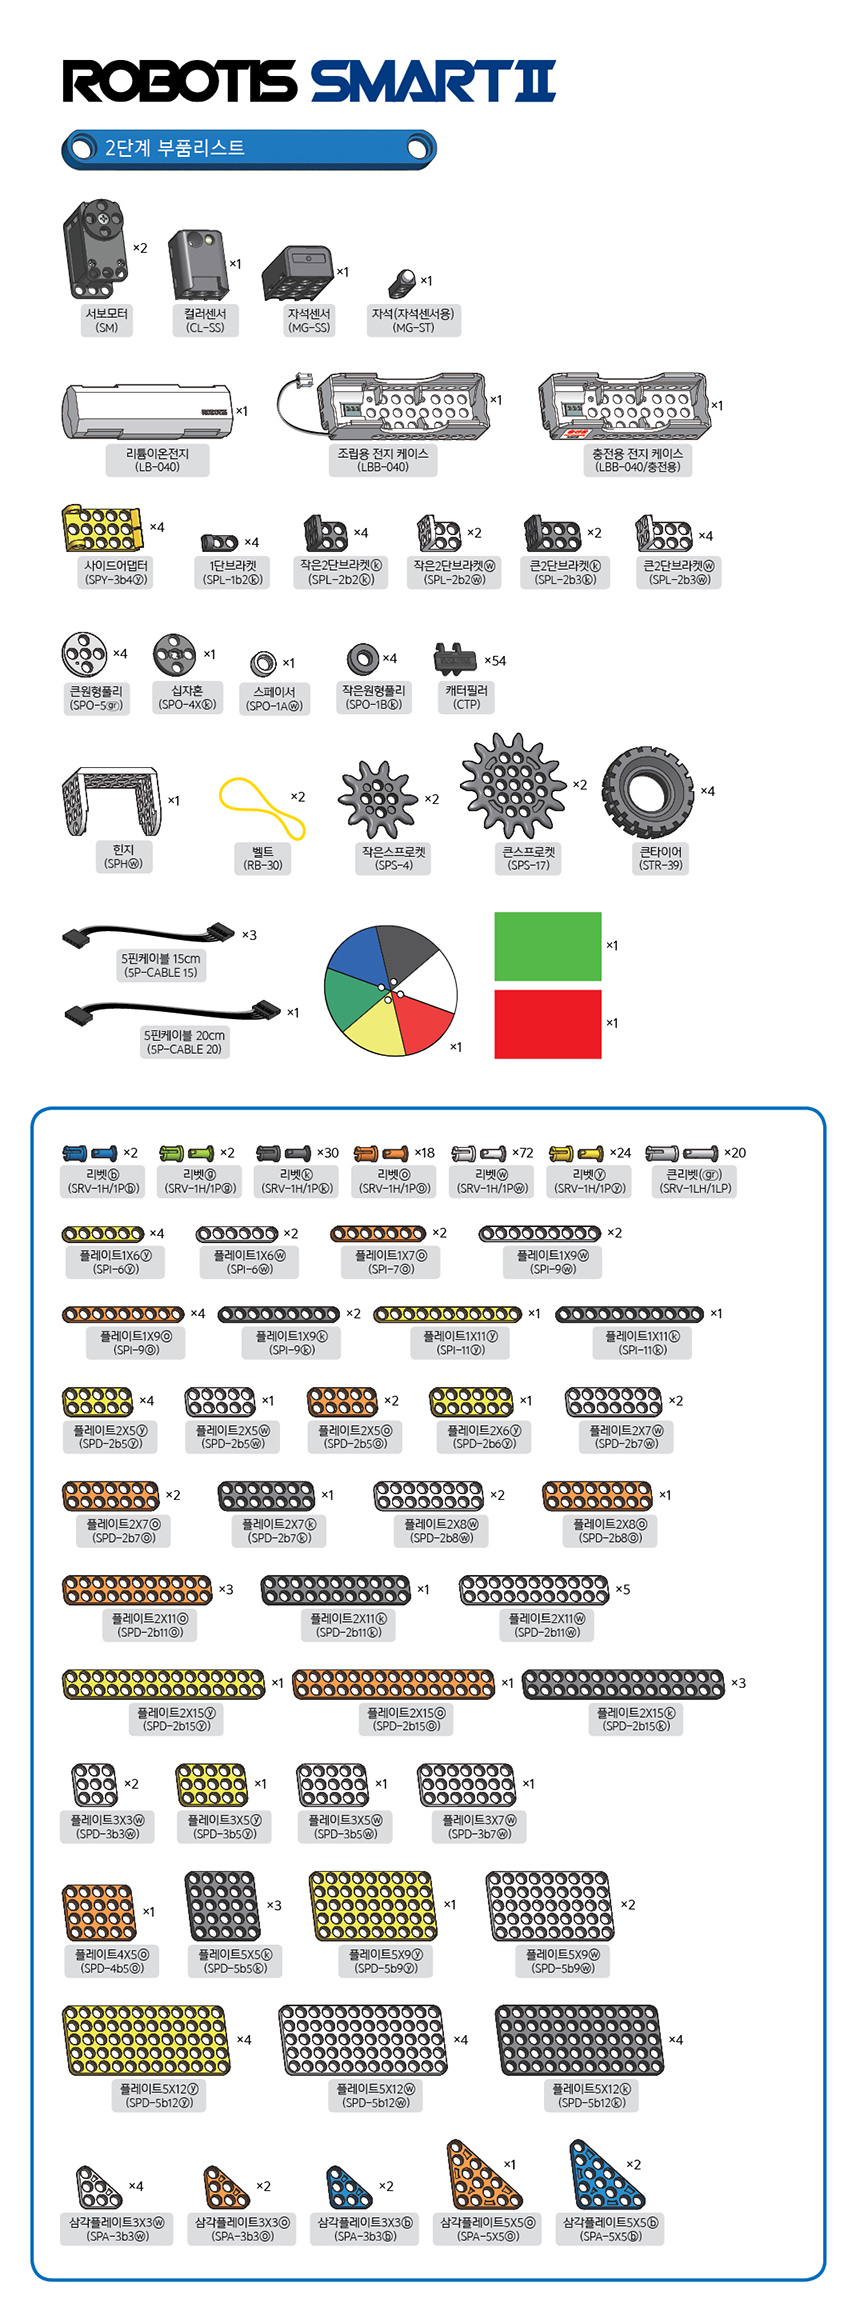 ROBOTIS SMART II
2단계 부품리스트
×2
×1
×1
×1
서보모터
(SM)
컬러센서
(CL-SS)
자석센서
(MG-SS)
자석(자석센서용)
(MG-ST)
ROBOTIS
×1
×1
×1
리튬이온전지
(LB-040)
조립용 전지 케이스
(LBB-040)
충전용 전지 케이스
(LBB-040/충전용)
×4
×4
×4
×2
×2
×4
사이드어댑터
(SPY-3b4ⓨ)
1단브라켓
(SPL-1b2ⓚ)
작은2단브라켓ⓚ
(SPL-2b2ⓚ)
작은2단브라켓ⓦ
(SPL-2b2ⓦ)
큰2단브라켓ⓚ
(SPL-2b3ⓚ)
큰2단브라켓ⓦ
(SPL-2b3ⓦ)
×4
×1
×1
×4
×54
큰원형풀리
(SPO-5gr)
십자혼
(SPO-4Xⓚ)
스페이서
(SPO-1Aⓦ)
작은원형풀리
(SPO-1Bⓚ)
캐터필러
(CTP)
×1
×2
×2
×2
×4
힌지
(SPHⓦ)
벨트
(RB-30)
작은스프로켓
(SPS-4)
큰스프로켓
(SPS-17)
큰타이어
(STR-39)
×3
5핀케이블 15cm
(5P-CABLE 15)
×1
5핀케이블 20cm
(5P-CABLE 20)
×1
×1
×1
×2
×2
×30
×18
×72
×24
×20
리벳ⓑ
(SRV-1H/1Pⓑ)
리벳ⓖ
(SRV-1H/1Pⓖ)
리벳ⓚ
(SRV-1H/1Pⓚ)
리벳ⓞ
(SRV-1H/1Pⓞ)
리벳ⓦ
(SRV-1H/1Pⓦ)
리벳ⓨ
(SRV-1H/1Pⓨ)
큰리벳(gr)
(SRV-1LH/1LP)
×4
×2
×2
×2
플레이트1X6ⓨ
(SPI-6ⓨ)
플레이트1X6ⓦ
(SPI-6ⓦ)
플레이트1X7ⓞ
(SPI-7ⓞ)
플레이트1X9ⓦ
(SPI-9ⓦ)
×4
×2
×1
×1
플레이트1X9ⓞ
(SPI-9ⓞ)
플레이트1X9ⓚ
(SPI-9ⓚ)
플레이트1X11ⓨ
(SPI-11ⓨ)
플레이트1X11ⓚ
(SPI-11ⓚ)
×4
×1
×2
×1
×2
플레이트2X5ⓨ
(SPD-2b5ⓨ)
플레이트2X5ⓦ
(SPD-2b5ⓦ)
플레이트2X5ⓞ
(SPD-2b5ⓞ)
플레이트2X6ⓨ
(SPD-2b6ⓨ)
플레이트2X7ⓦ
(SPD-2b7ⓦ)
×2
×1
×2
×1
플레이트2X7ⓞ
(SPD-2b7ⓞ)
플레이트2X7ⓚ
(SPD-2b7ⓚ)
플레이트2X8ⓦ
(SPD-2b8ⓦ)
플레이트2X8ⓞ
(SPD-2b8ⓞ)
×3
×1
×5
플레이트2X11ⓞ
(SPD-2b11ⓞ)
플레이트2X11ⓚ
(SPD-2b11ⓚ)
플레이트2X11ⓦ
(SPD-2b11ⓦ)
×1
×1
×3
플레이트2X15ⓨ
(SPD-2b15ⓨ)
플레이트2X15ⓞ
(SPD-2b15ⓞ)
플레이트2X15ⓚ
(SPD-2b15ⓚ)
×2
×1
×1
×1
플레이트3X3ⓦ
(SPD-3b3ⓦ)
플레이트3X5ⓨ
(SPD-3b5ⓨ)
플레이트3X5ⓦ
(SPD-3b5ⓦ)
플레이트3X7ⓦ
(SPD-3b7ⓦ)
×1
×3
×1
×2
플레이트4X5ⓞ
(SPD-4b5ⓞ)
플레이트5X5ⓚ
(SPD-5b5ⓚ)
플레이트5X9ⓨ
(SPD-5b9ⓨ)
플레이트5X9ⓦ
(SPD-5b9ⓦ)
×4
×4
×4
플레이트5X12ⓨ
(SPD-5b12ⓨ)
플레이트5X12ⓦ
(SPD-5b12ⓦ)
플레이트5X12ⓚ
(SPD-5b12ⓚ)
×4
×2
×2
×1
×2
삼각플레이트3X3ⓦ
(SPA-3b3ⓦ)
삼각플레이트3X3ⓞ
(SPA-3b3ⓞ)
삼각플레이트3X3ⓑ
(SPA-3b3ⓑ)
삼각플레이트5X5ⓞ
(SPA-5X5ⓞ)
삼각플레이트5X5ⓑ
(SPA-5X5ⓑ)